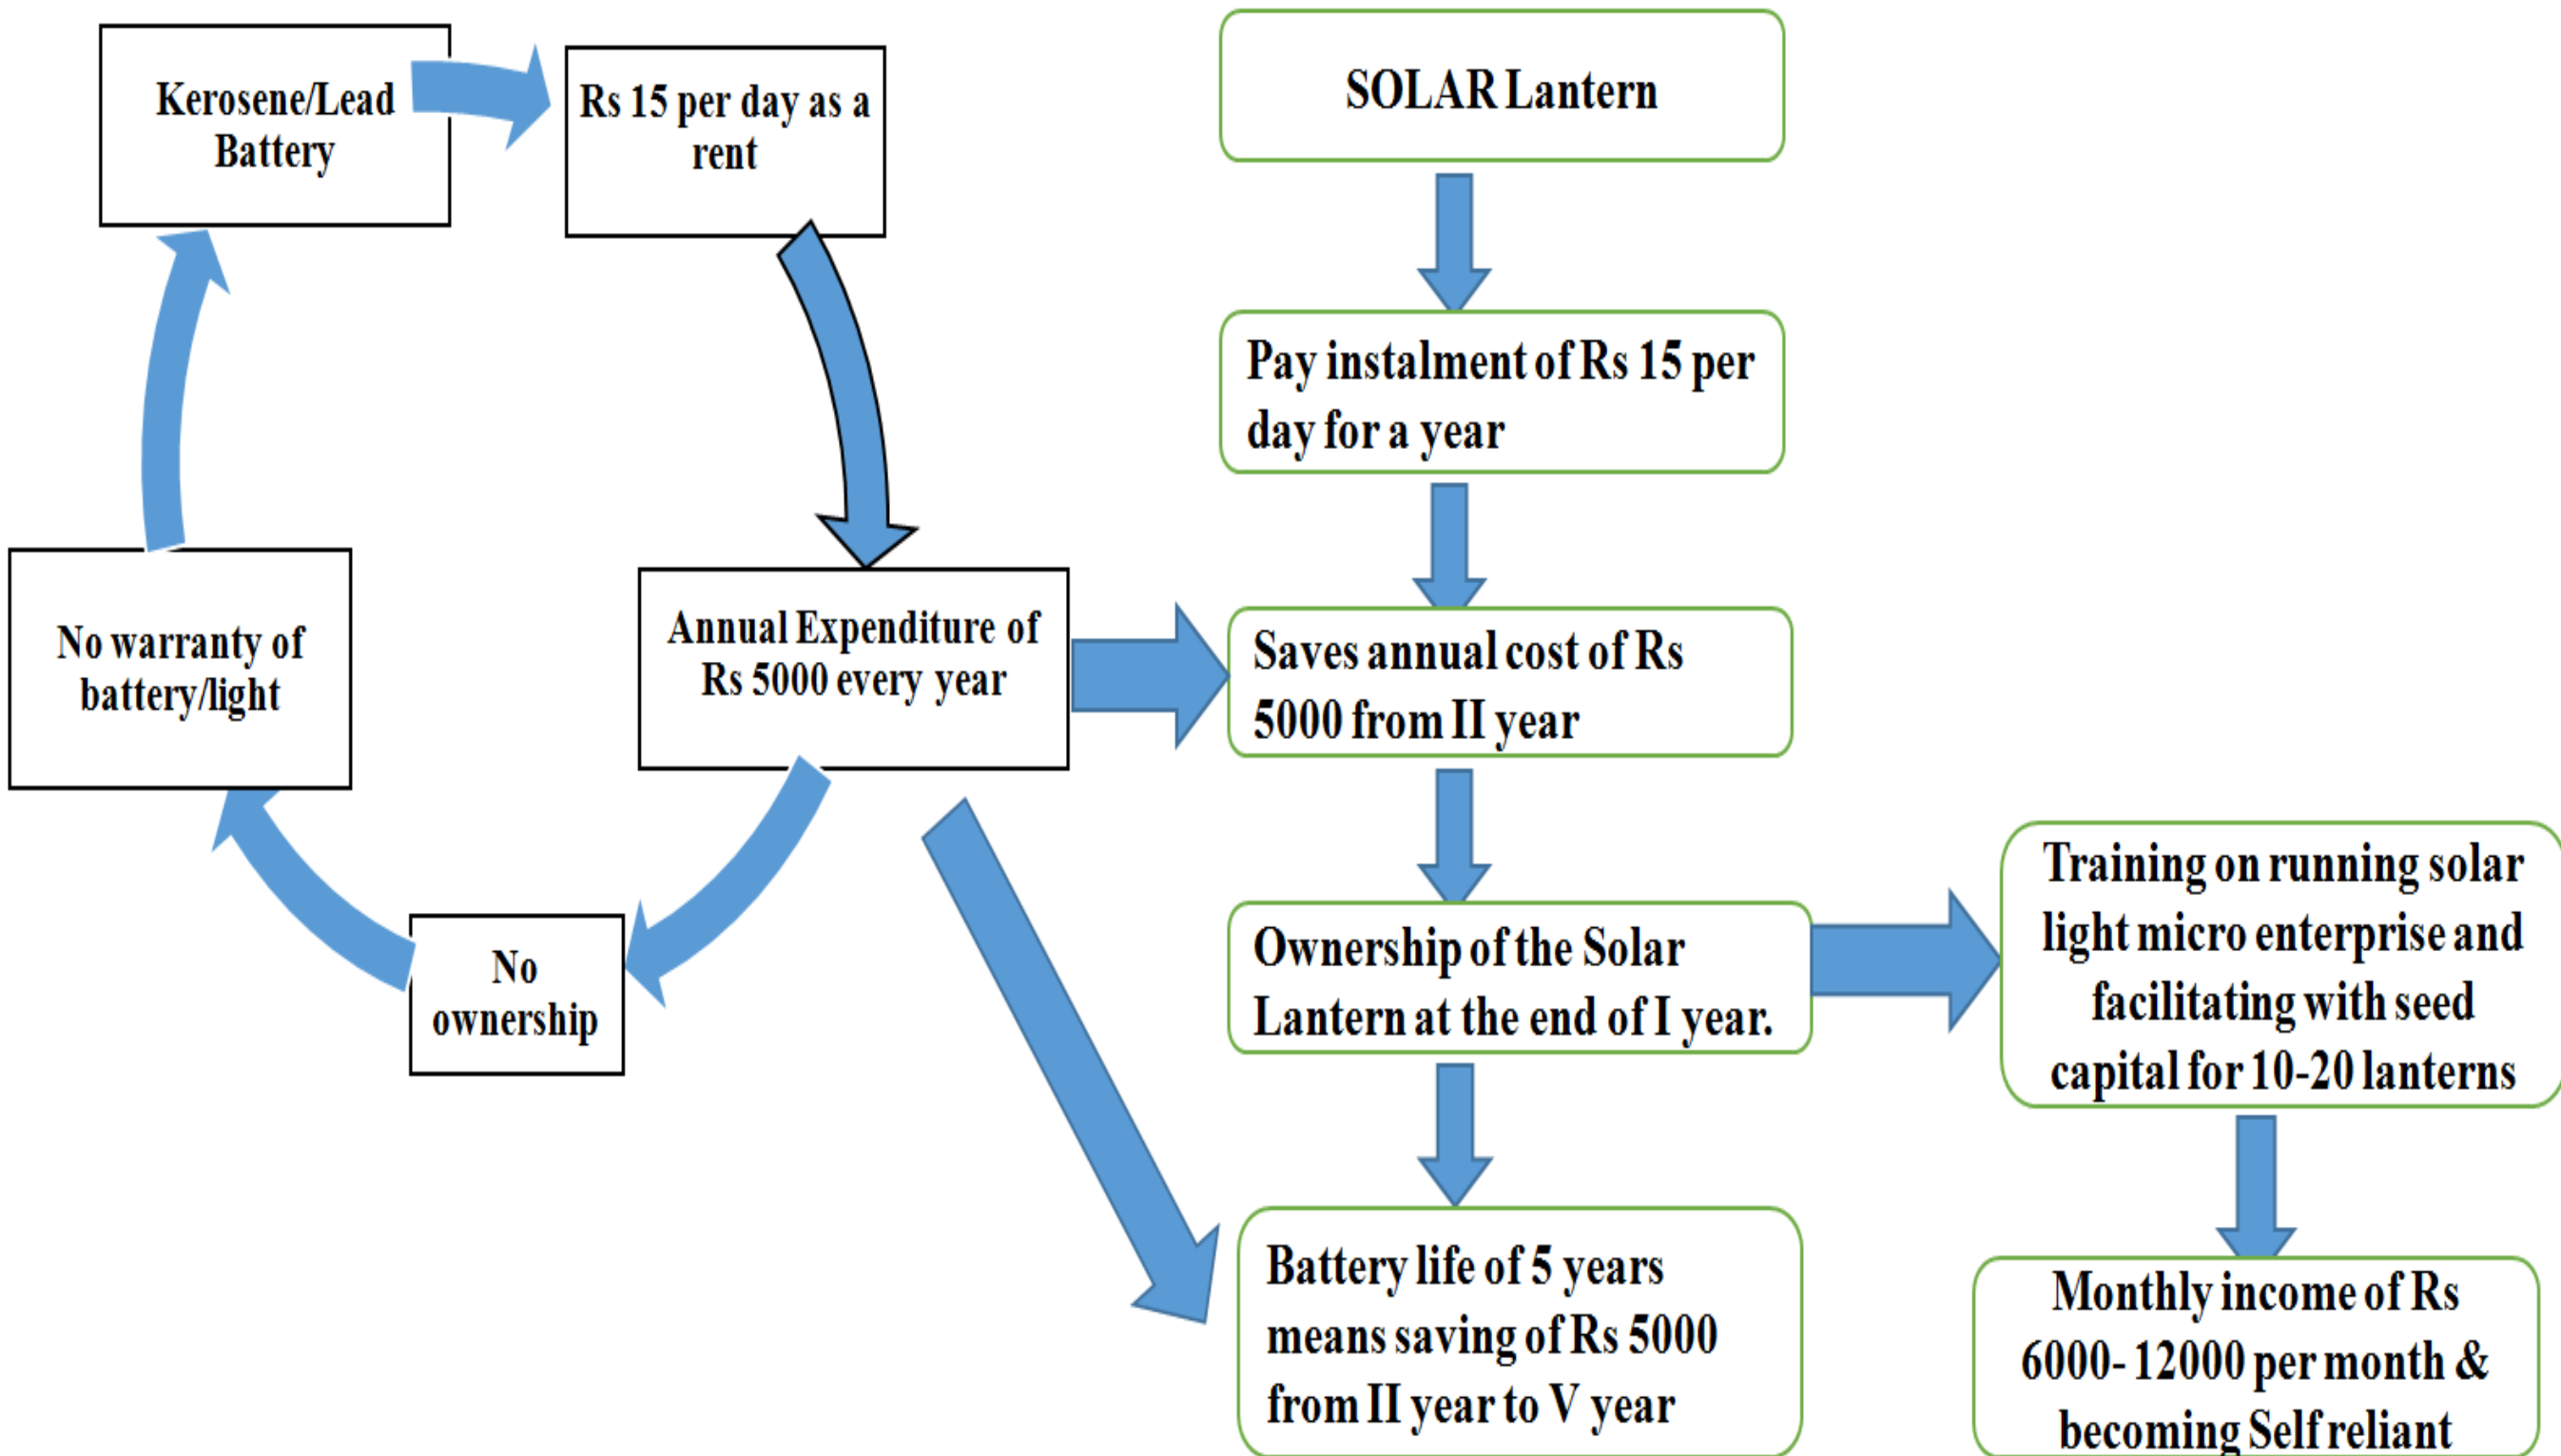 Kerosene/Lead
Battery
Rs 15 per day as a
rent
Annual Expenditure of
Rs 5000 every year
No
ownership
No warranty of
battery/light
SOLAR Lantern
Pay instalment of Rs 15 per
day for a year
Saves annual cost of Rs
5000 from II year
Ownership of the Solar
Lantern at the end of I year.
Battery life of 5 years
means saving of Rs 5000
from II year to V year
Training on running solar
light micro enterprise and
facilitating with seed
capital for 10-20 lanterns
Monthly income of Rs
6000- 12000 per month &
becoming Self reliant